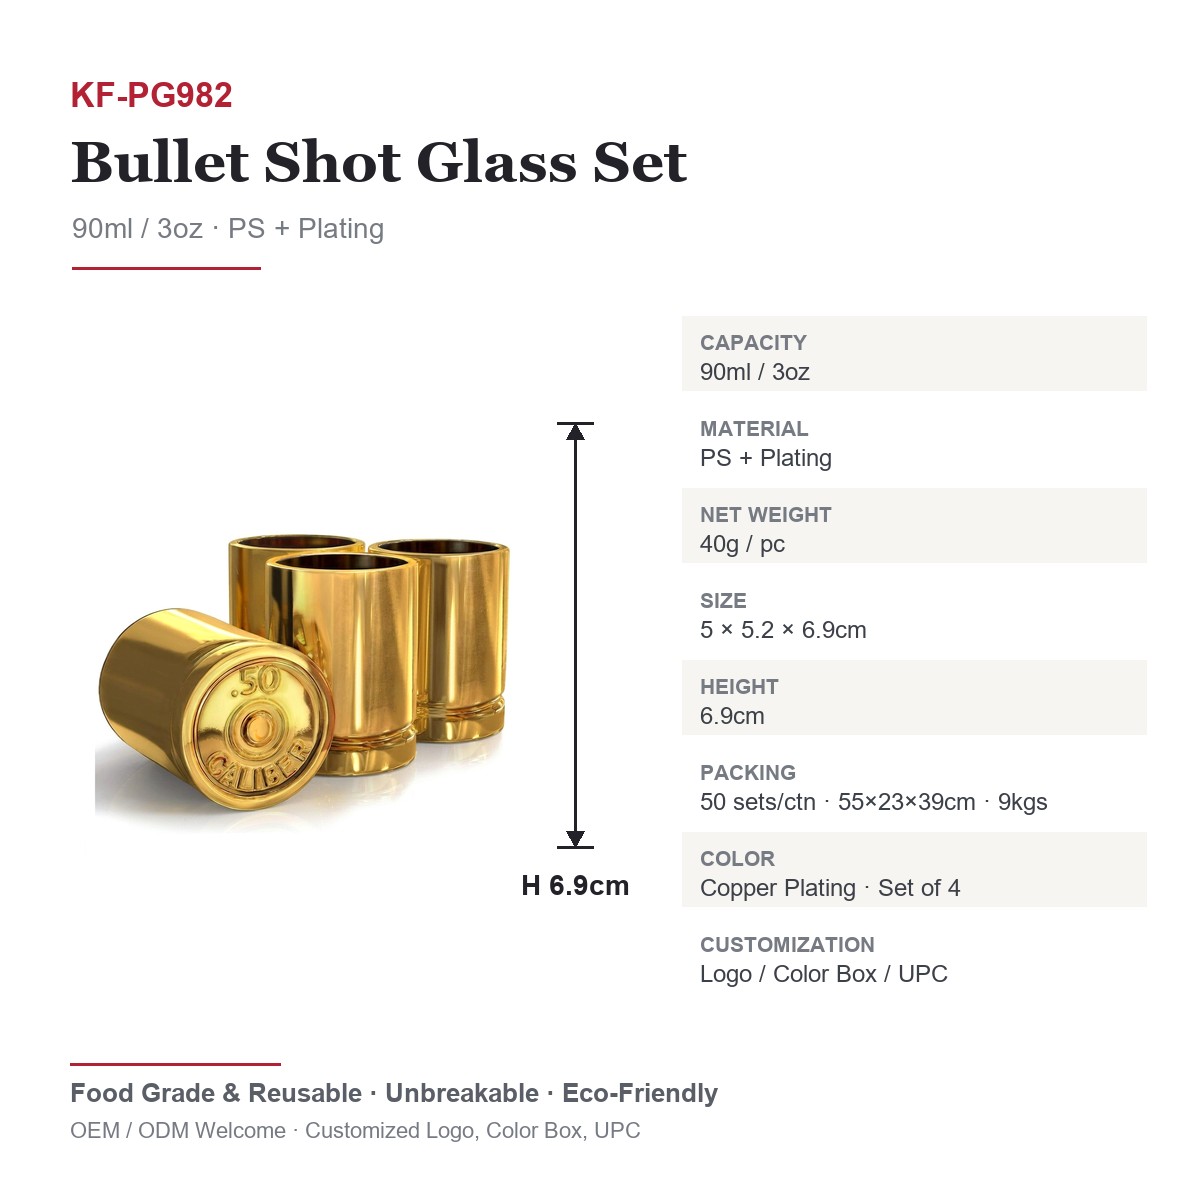 KF-PG982
Bullet Shot Glass Set
90ml / 3oz · PS + Plating
CAPACITY
90ml / 3oz
MATERIAL
PS + Plating
NET WEIGHT
40g / pc
SIZE
5 × 5.2 × 6.9cm
HEIGHT
6.9cm
PACKING
50 sets/ctn · 55×23×39cm · 9kgs
COLOR
Copper Plating · Set of 4
CUSTOMIZATION
Logo / Color Box / UPC
.50
CALIBER
H 6.9cm
Food Grade & Reusable · Unbreakable · Eco-Friendly
OEM / ODM Welcome · Customized Logo, Color Box, UPC